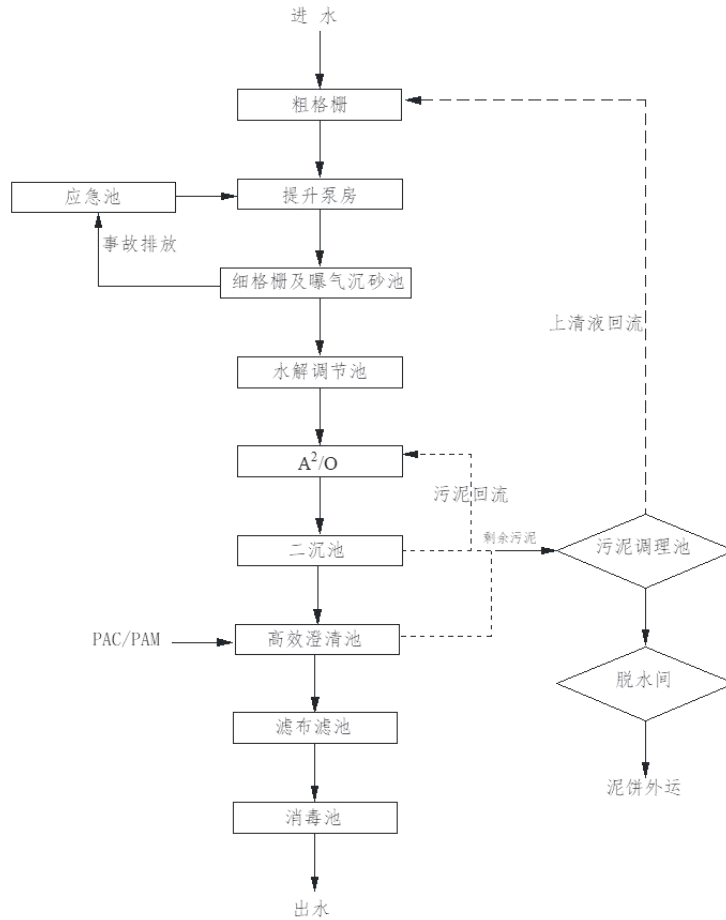 进 水
粗格栅
应急池
提升泵房
事故排放
细格栅及曝气沉砂池
上清液回流
水解调节池
A²/O
污泥回流
二沉池
剩余污泥
污泥调理池
PAC/PAM
高效澄清池
脱水间
滤布滤池
泥饼外运
消毒池
出水